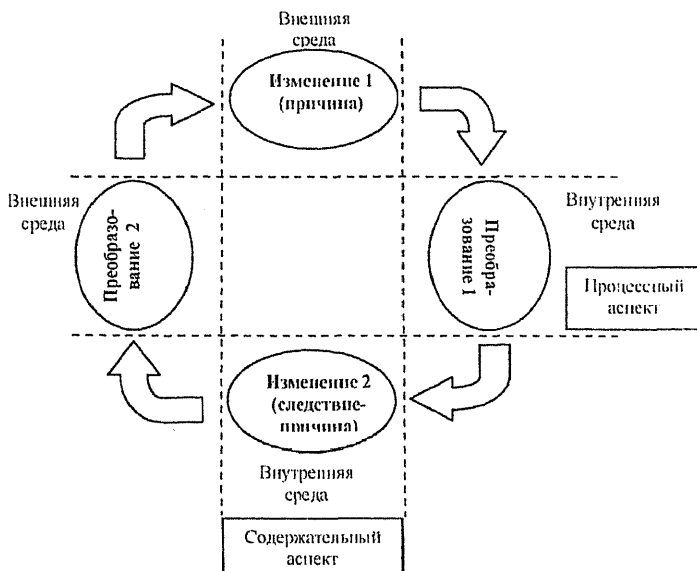 Внешняя
среда
Изменение 1
(причина)
Внешняя
среда
Преобразо-
вание 2
Преобра-
зование 1
Внутренняя
среда
Процессный
аспект
Изменение 2
(следствие-
причина)
Внутренняя
среда
Содержательный
аспект